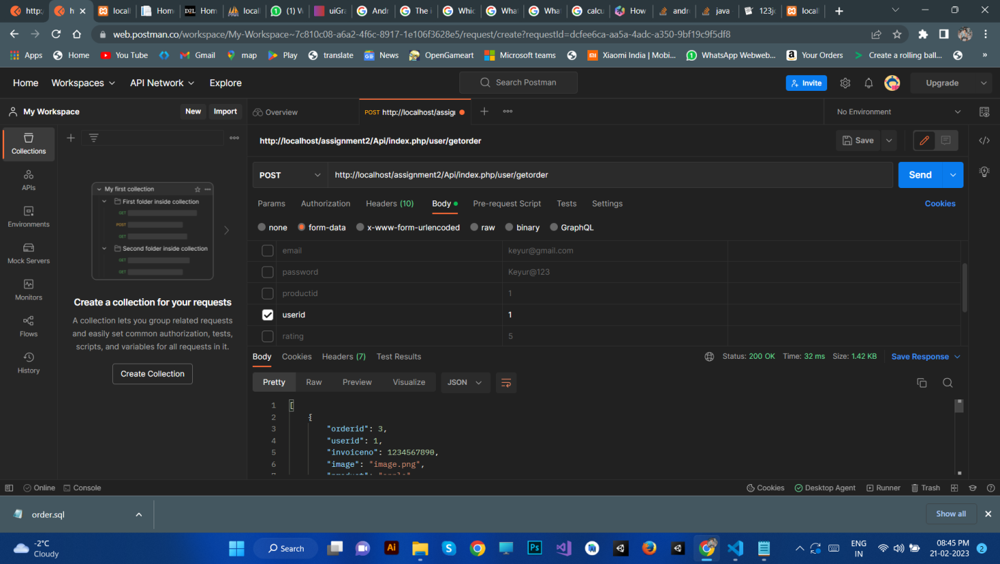 http:/
h
locall
Hom
D2L Hom
locall
(1) W
uiGra
Andr
The i
Whic
Wha
Wha
calcu
How
andr
java
123jo
locall
web.postman.co/workspace/My-Workspace~7c810c08-a6a2-4f6c-8917-1e106f3628e5/request/create?requestId=dcfee6ca-aa5a-4adc-a350-9bf19c9f5df8
Apps Home You Tube Gmail map Play translate News OpenGameart Microsoft teams Xiaomi India | Mobi... WhatsApp Webweb... Your Orders Create a rolling ball... »
Home Workspaces API Network Explore Search Postman Invite Upgrade
My Workspace New Import Overview POST http://localhost/assign No Environment
Collections
APIs
Environments
Mock Servers
Monitors
Flows
History
My first collection
First folder inside collection
GET
POST
GET
Second folder inside collection
GET
GET
Create a collection for your requests
A collection lets you group related requests
and easily set common authorization, tests,
scripts, and variables for all requests in it.
Create Collection
http://localhost/assignment2/Api/index.php/user/getorder Save
POST http://localhost/assignment2/Api/index.php/user/getorder Send
Params Authorization Headers (10) Body Pre-request Script Tests Settings Cookies
none form-data x-www-form-urlencoded raw binary GraphQL
email keyur@gmail.com
password Keyur@123
productid 1
userid 1
rating 5
Body Cookies Headers (7) Test Results Status: 200 OK Time: 32 ms Size: 1.42 KB Save Response
Pretty Raw Preview Visualize JSON
1 [
2 {
3 "orderid": 3,
4 "userid": 1,
5 "invoiceno": 1234567890,
6 "image": "image.png",
7 "product": "apple"
Online Console Cookies Desktop Agent Runner Trash
order.sql Show all
-2°C
Cloudy
Search
ENG
IN
08:45 PM
21-02-2023
2